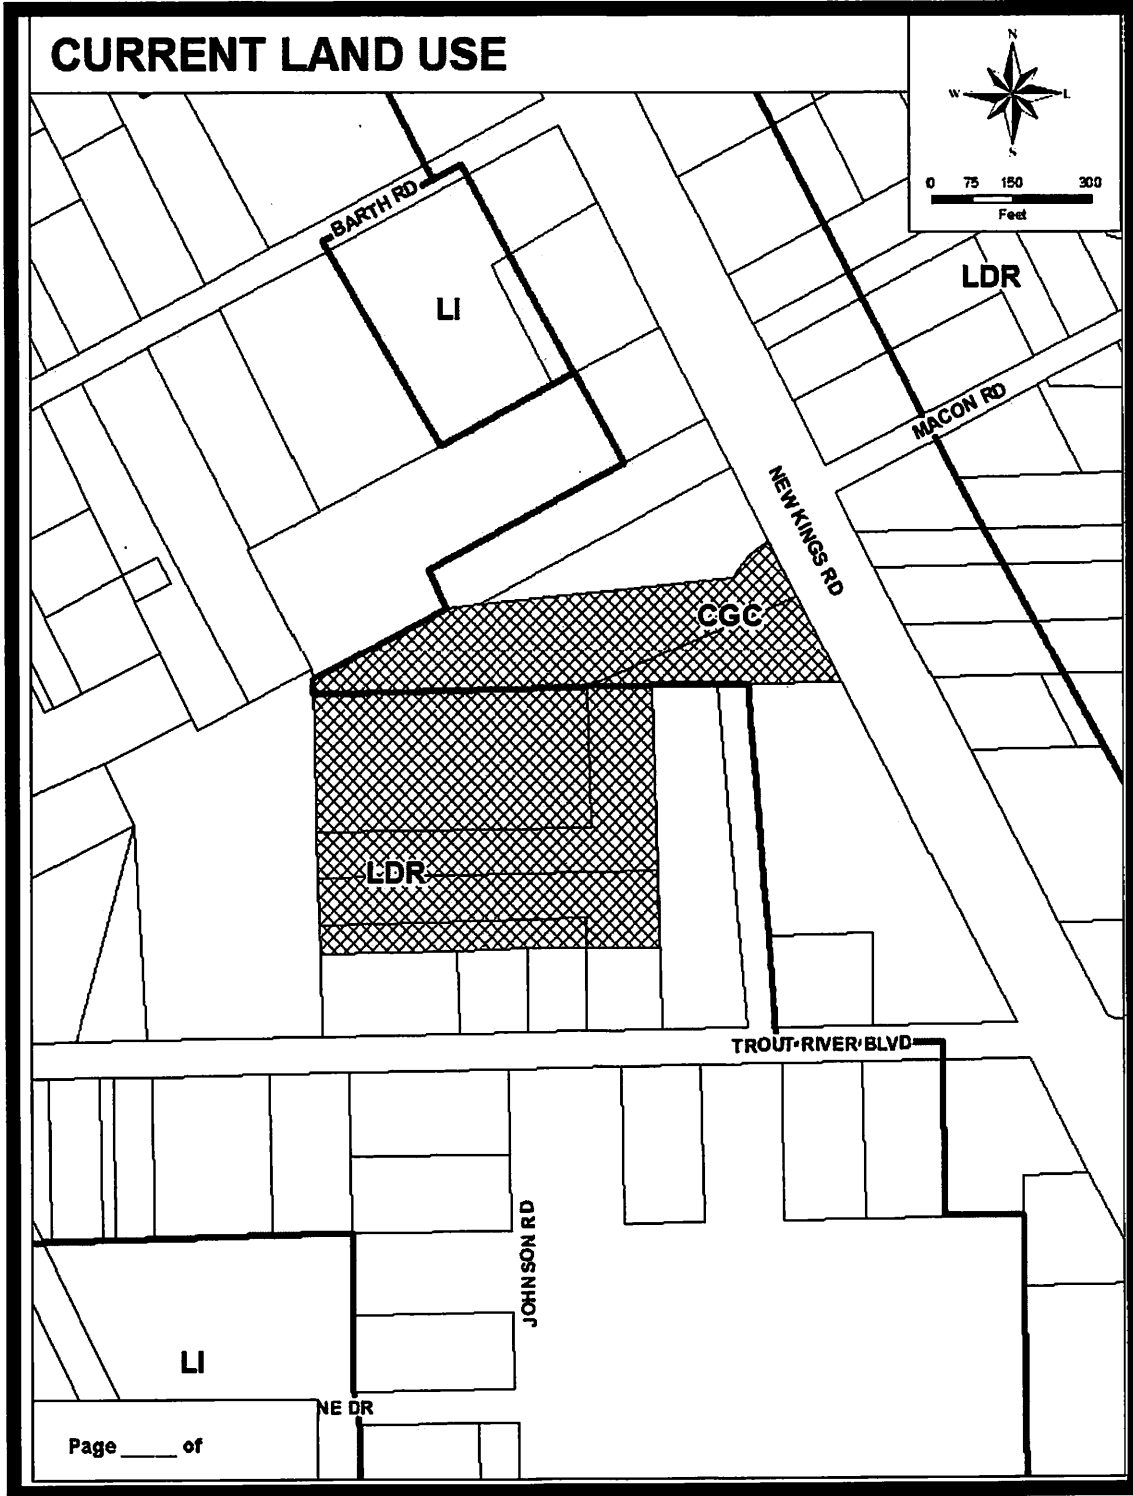 CURRENT LAND USE
N
W
L
S
0 75 150 300
Feet
BARTH RD
LI
LDR
MACON RD
NEW KINGS RD
CGC
LDR
TROUT RIVER BLVD
JOHNSON RD
LI
NE DR
Page ____ of